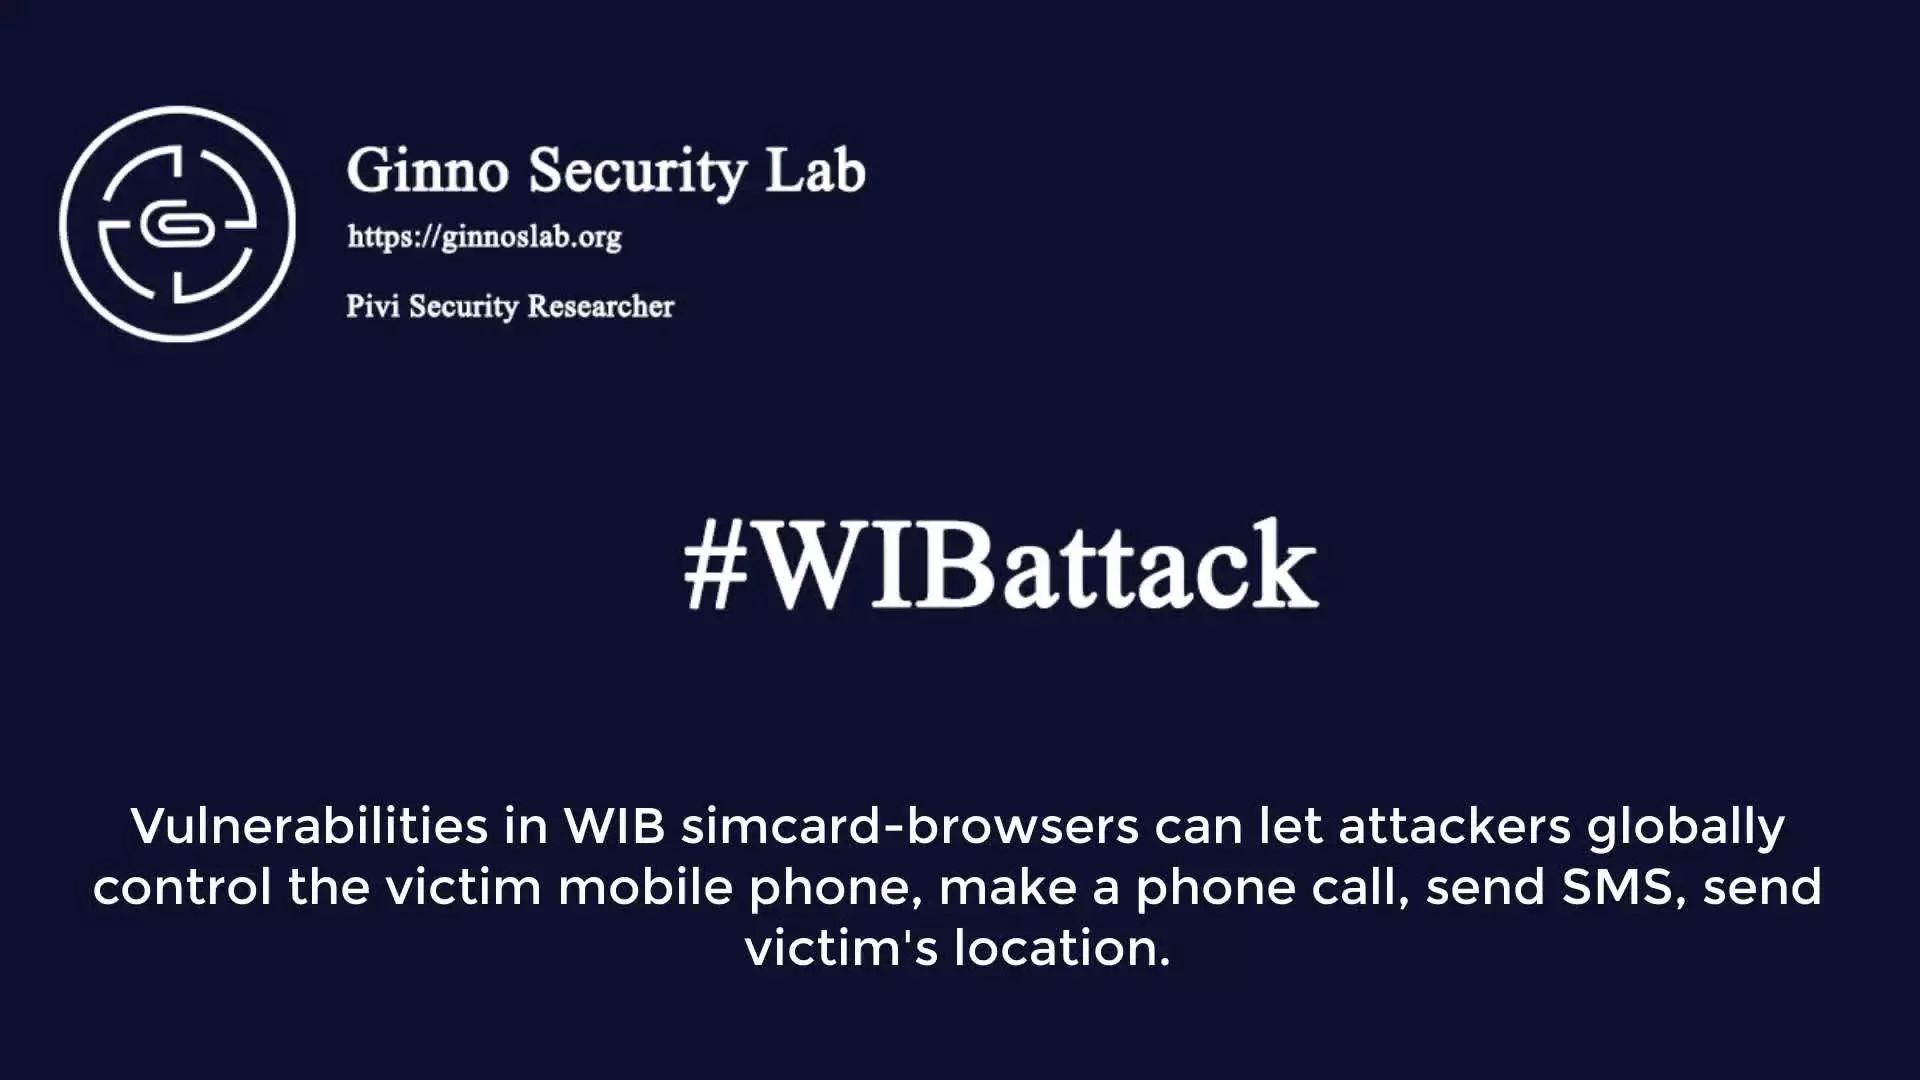 Ginno Security Lab
https://ginnoslab.org
Pivi Security Researcher
#WIBattack
Vulnerabilities in WIB simcard-browsers can let attackers globally
control the victim mobile phone, make a phone call, send SMS, send
victim's location.